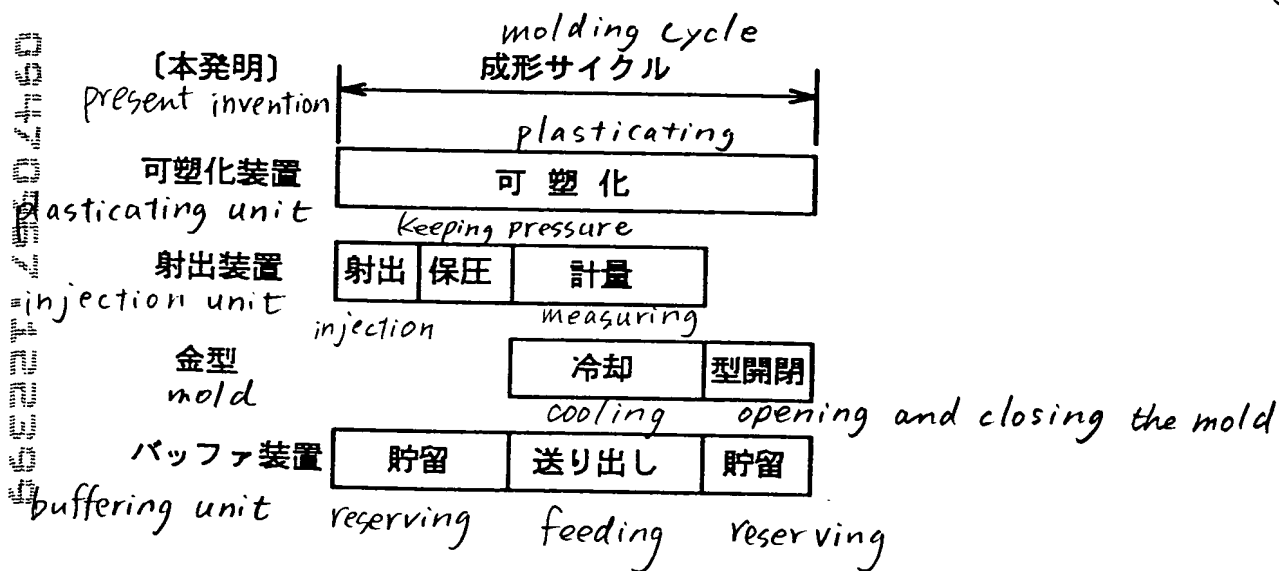 molding cycle
〔本発明〕 成形サイクル
present invention
plasticating
可塑化装置 可塑化
plasticating unit
keeping pressure
射出装置 射出 保圧 計量
injection unit injection measuring
金型 冷却 型開閉
mold cooling opening and closing the mold
バッファ装置 貯留 送り出し 貯留
buffering unit reserving feeding reserving